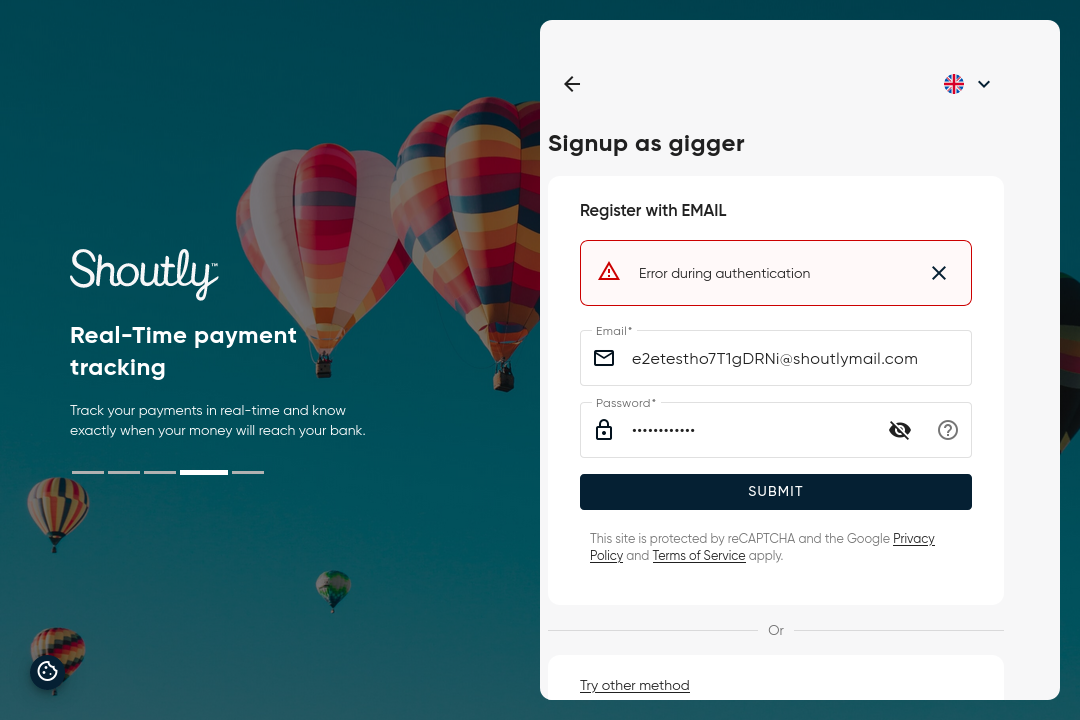 Shoutly™
Real-Time payment
tracking
Track your payments in real-time and know
exactly when your money will reach your bank.
Signup as gigger
Register with EMAIL
Error during authentication
Email*
e2etestho7T1gDRNi@shoutlymail.com
Password*
••••••••••••
SUBMIT
This site is protected by reCAPTCHA and the Google Privacy
Policy and Terms of Service apply.
Or
Try other method